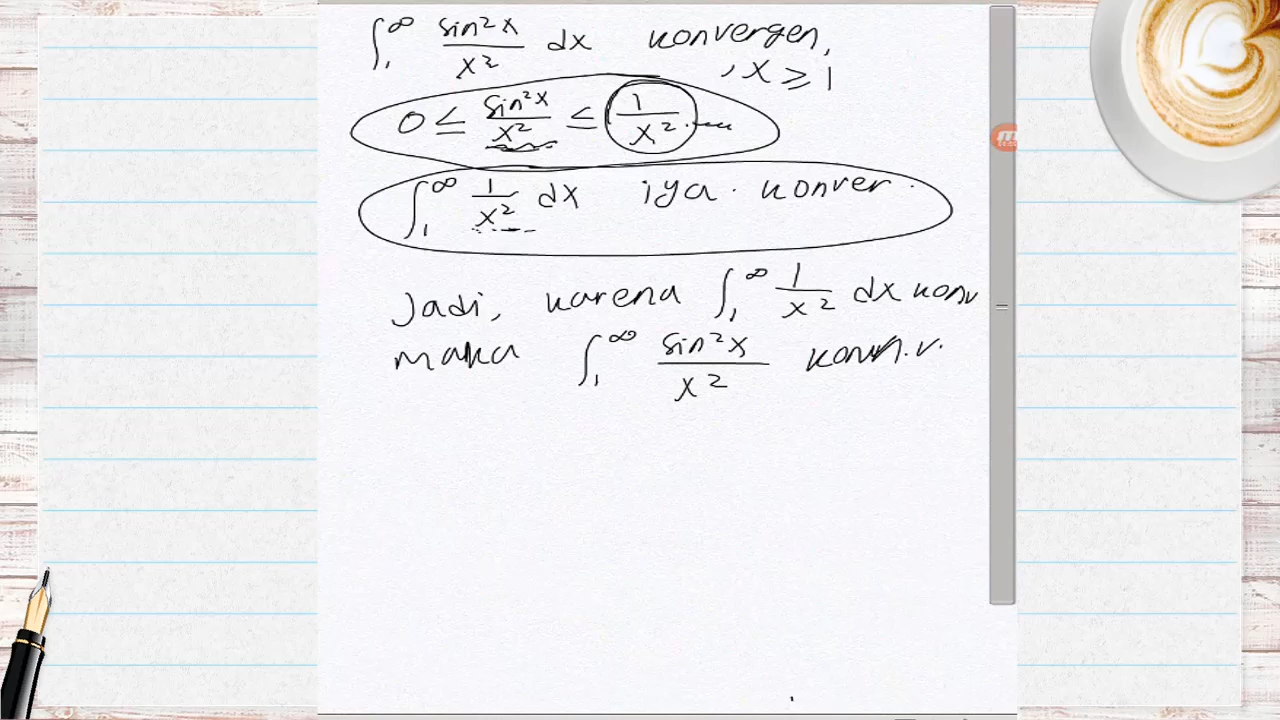 ∫₁^∞ sin²x/x² dx konvergen,
, x ≥ 1
0 ≤ sin²x/x² ≤ 1/x²
∫₁^∞ 1/x² dx iya konver.
Jadi, karena ∫₁^∞ 1/x² dx konv
maka ∫₁^∞ sin²x/x²